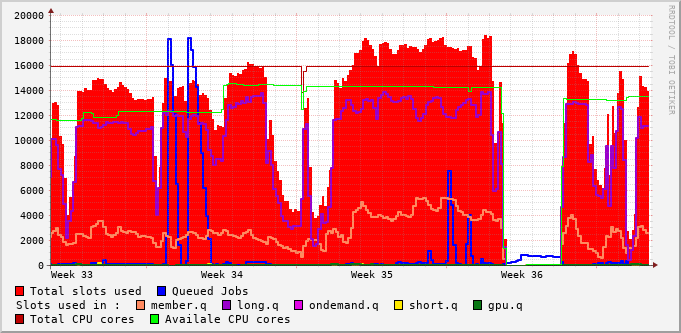 20000
18000
16000
14000
12000
10000
8000
6000
4000
2000
0
Week 33 Week 34 Week 35 Week 36
RRDTOOL / TOBI OETIKER
Total slots used Queued Jobs
Slots used in : member.q long.q ondemand.q short.q gpu.q
Total CPU cores Availale CPU cores